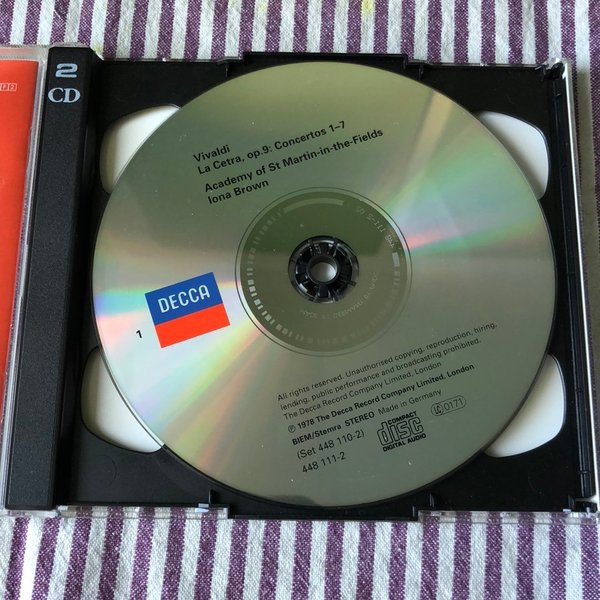 2
CD
Vivaldi
La Cetra, op.9: Concertos 1–7
Academy of St Martin-in-the-Fields
Iona Brown
DECCA
1
All rights reserved. Unauthorised copying, reproduction, hiring,
lending, public performance and broadcasting prohibited.
The Decca Record Company Limited, London
℗ 1978 The Decca Record Company Limited, London
BIEM/Stemra STEREO Made in Germany
LC 0171
(Set 448 110-2)
448 111-2
COMPACT
disc
DIGITAL AUDIO